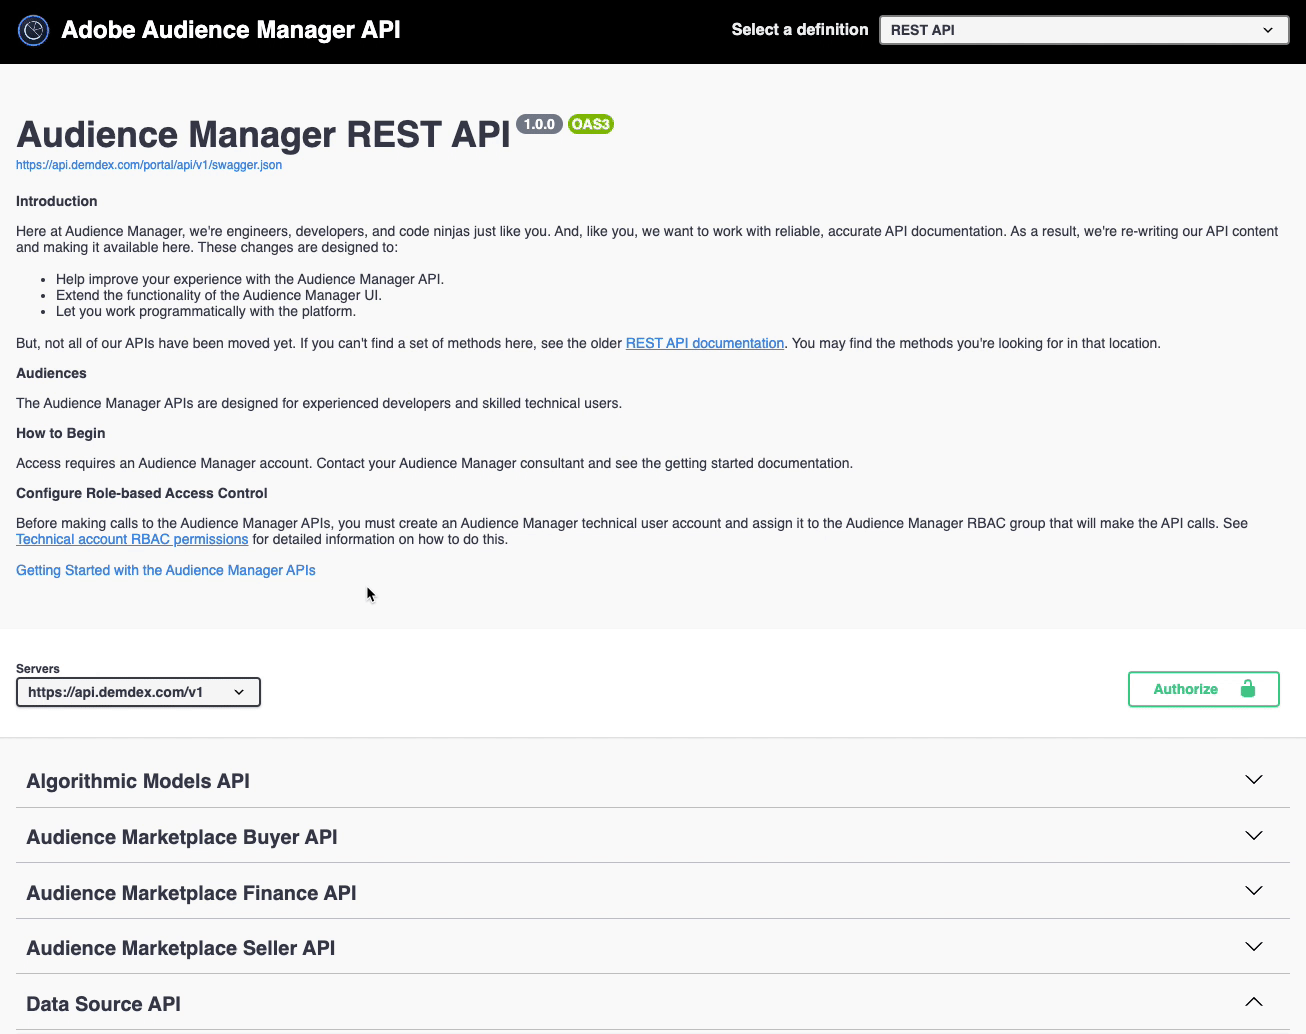 Adobe Audience Manager API
Select a definition
REST API
Audience Manager REST API 1.0.0 OAS3
https://api.demdex.com/portal/api/v1/swagger.json
Introduction
Here at Audience Manager, we're engineers, developers, and code ninjas just like you. And, like you, we want to work with reliable, accurate API documentation. As a result, we're re-writing our API content
and making it available here. These changes are designed to:
• Help improve your experience with the Audience Manager API.
• Extend the functionality of the Audience Manager UI.
• Let you work programmatically with the platform.
But, not all of our APIs have been moved yet. If you can't find a set of methods here, see the older REST API documentation. You may find the methods you're looking for in that location.
Audiences
The Audience Manager APIs are designed for experienced developers and skilled technical users.
How to Begin
Access requires an Audience Manager account. Contact your Audience Manager consultant and see the getting started documentation.
Configure Role-based Access Control
Before making calls to the Audience Manager APIs, you must create an Audience Manager technical user account and assign it to the Audience Manager RBAC group that will make the API calls. See
Technical account RBAC permissions for detailed information on how to do this.
Getting Started with the Audience Manager APIs
Servers
https://api.demdex.com/v1
Authorize
Algorithmic Models API
Audience Marketplace Buyer API
Audience Marketplace Finance API
Audience Marketplace Seller API
Data Source API